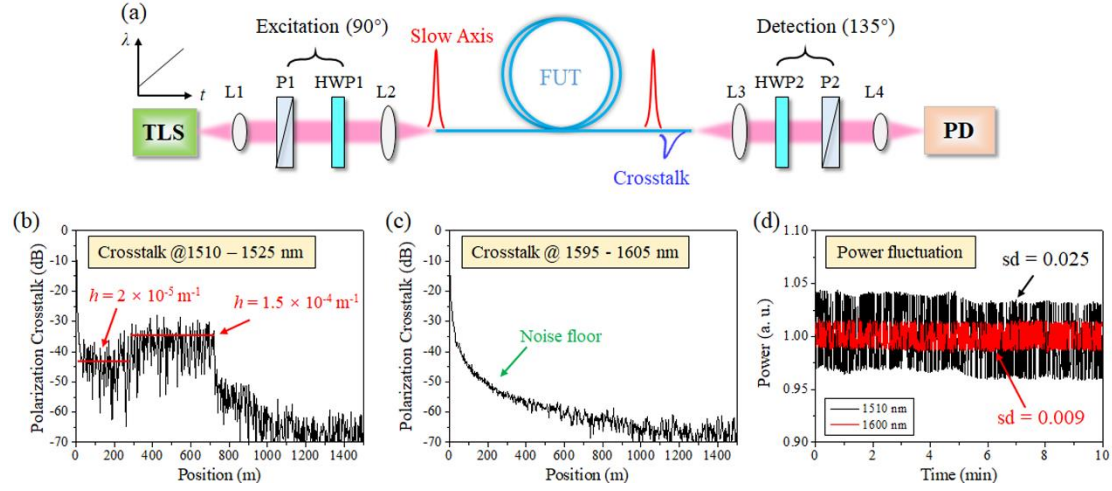 (a)
λ
t
TLS
L1
Excitation (90°)
P1
HWP1
L2
Slow Axis
FUT
Crosstalk
Detection (135°)
L3
HWP2
P2
L4
PD
(b)
Crosstalk @1510 – 1525 nm
h = 2 × 10⁻⁵ m⁻¹
h = 1.5 × 10⁻⁴ m⁻¹
Polarization Crosstalk (dB)
0
-10
-20
-30
-40
-50
-60
-70
0 200 400 600 800 1000 1200 1400
Position (m)
(c)
Crosstalk @ 1595 - 1605 nm
Noise floor
Polarization Crosstalk (dB)
0
-10
-20
-30
-40
-50
-60
-70
0 200 400 600 800 1000 1200 1400
Position (m)
(d)
Power fluctuation
sd = 0.025
sd = 0.009
1510 nm
1600 nm
Power (a. u.)
1.10
1.05
1.00
0.95
0.90
0 2 4 6 8 10
Time (min)